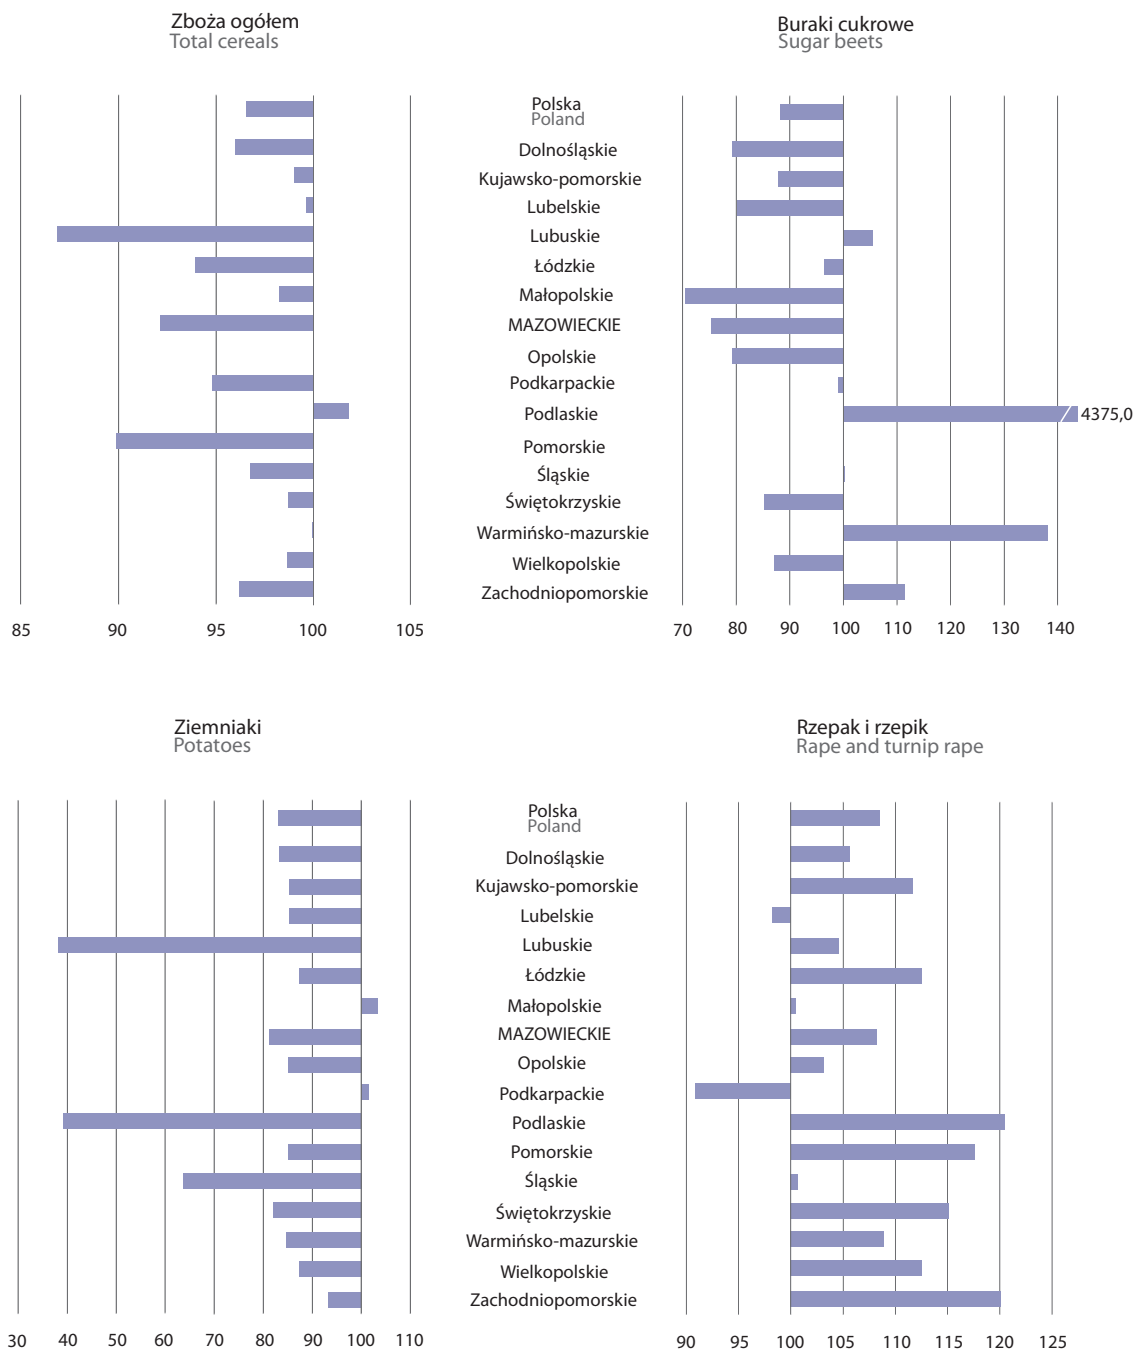 Zboża ogółem
Total cereals
Buraki cukrowe
Sugar beets
Polska
Poland
Dolnośląskie
Kujawsko-pomorskie
Lubelskie
Lubuskie
Łódzkie
Małopolskie
MAZOWIECKIE
Opolskie
Podkarpackie
Podlaskie
4375,0
Pomorskie
Śląskie
Świętokrzyskie
Warmińsko-mazurskie
Wielkopolskie
Zachodniopomorskie
85 90 95 100 105
70 80 90 100 110 120 130 140
Ziemniaki
Potatoes
Rzepak i rzepik
Rape and turnip rape
Polska
Poland
Dolnośląskie
Kujawsko-pomorskie
Lubelskie
Lubuskie
Łódzkie
Małopolskie
MAZOWIECKIE
Opolskie
Podkarpackie
Podlaskie
Pomorskie
Śląskie
Świętokrzyskie
Warmińsko-mazurskie
Wielkopolskie
Zachodniopomorskie
30 40 50 60 70 80 90 100 110
90 95 100 105 110 115 120 125